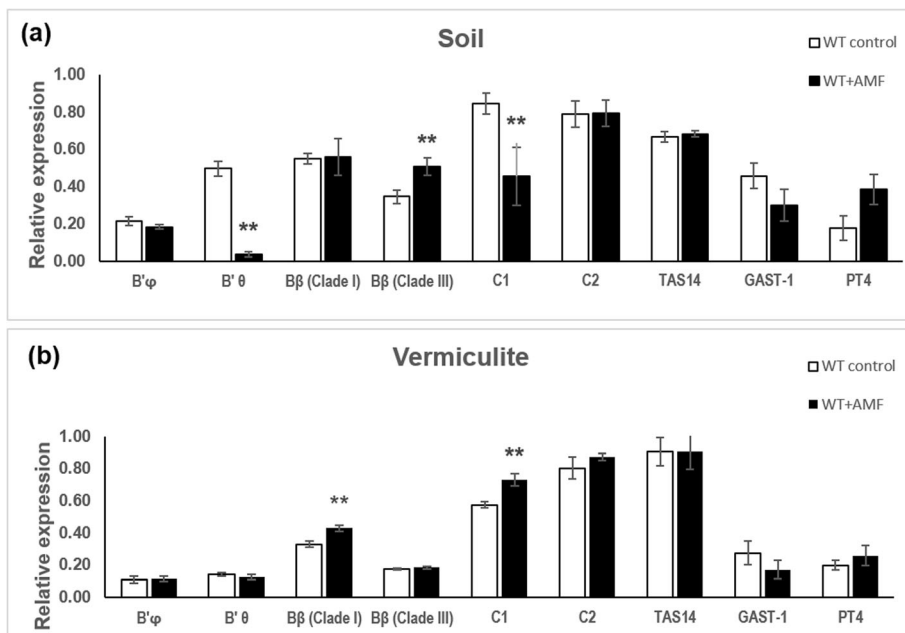 (a)
Soil
WT control
WT+AMF
Relative expression
1.00
0.80
0.60
0.40
0.20
0.00
**
**
**
B'φ
B' θ
Bβ (Clade I)
Bβ (Clade III)
C1
C2
TAS14
GAST-1
PT4
(b)
Vermiculite
WT control
WT+AMF
Relative expression
1.00
0.80
0.60
0.40
0.20
0.00
**
**
B'φ
B' θ
Bβ (Clade I)
Bβ (Clade III)
C1
C2
TAS14
GAST-1
PT4